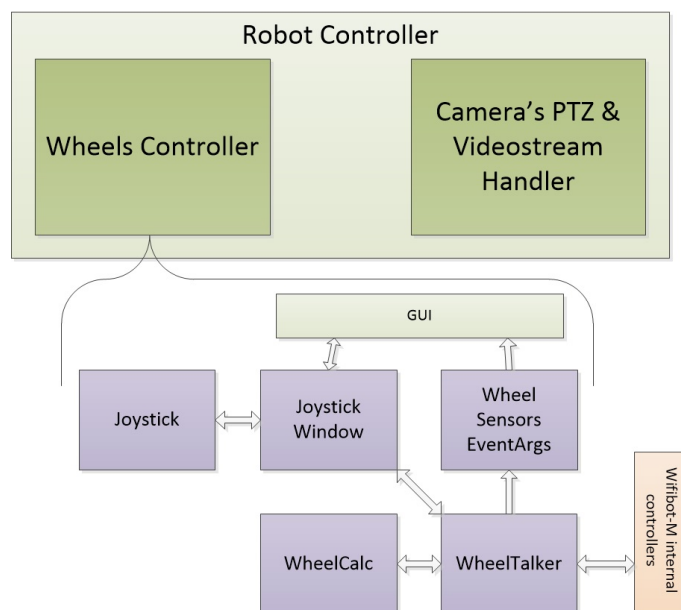 Robot Controller
Wheels Controller
Camera's PTZ &
Videostream
Handler
GUI
Joystick
Joystick
Window
Wheel
Sensors
EventArgs
WheelCalc
WheelTalker
Wifibot-M internal
controllers